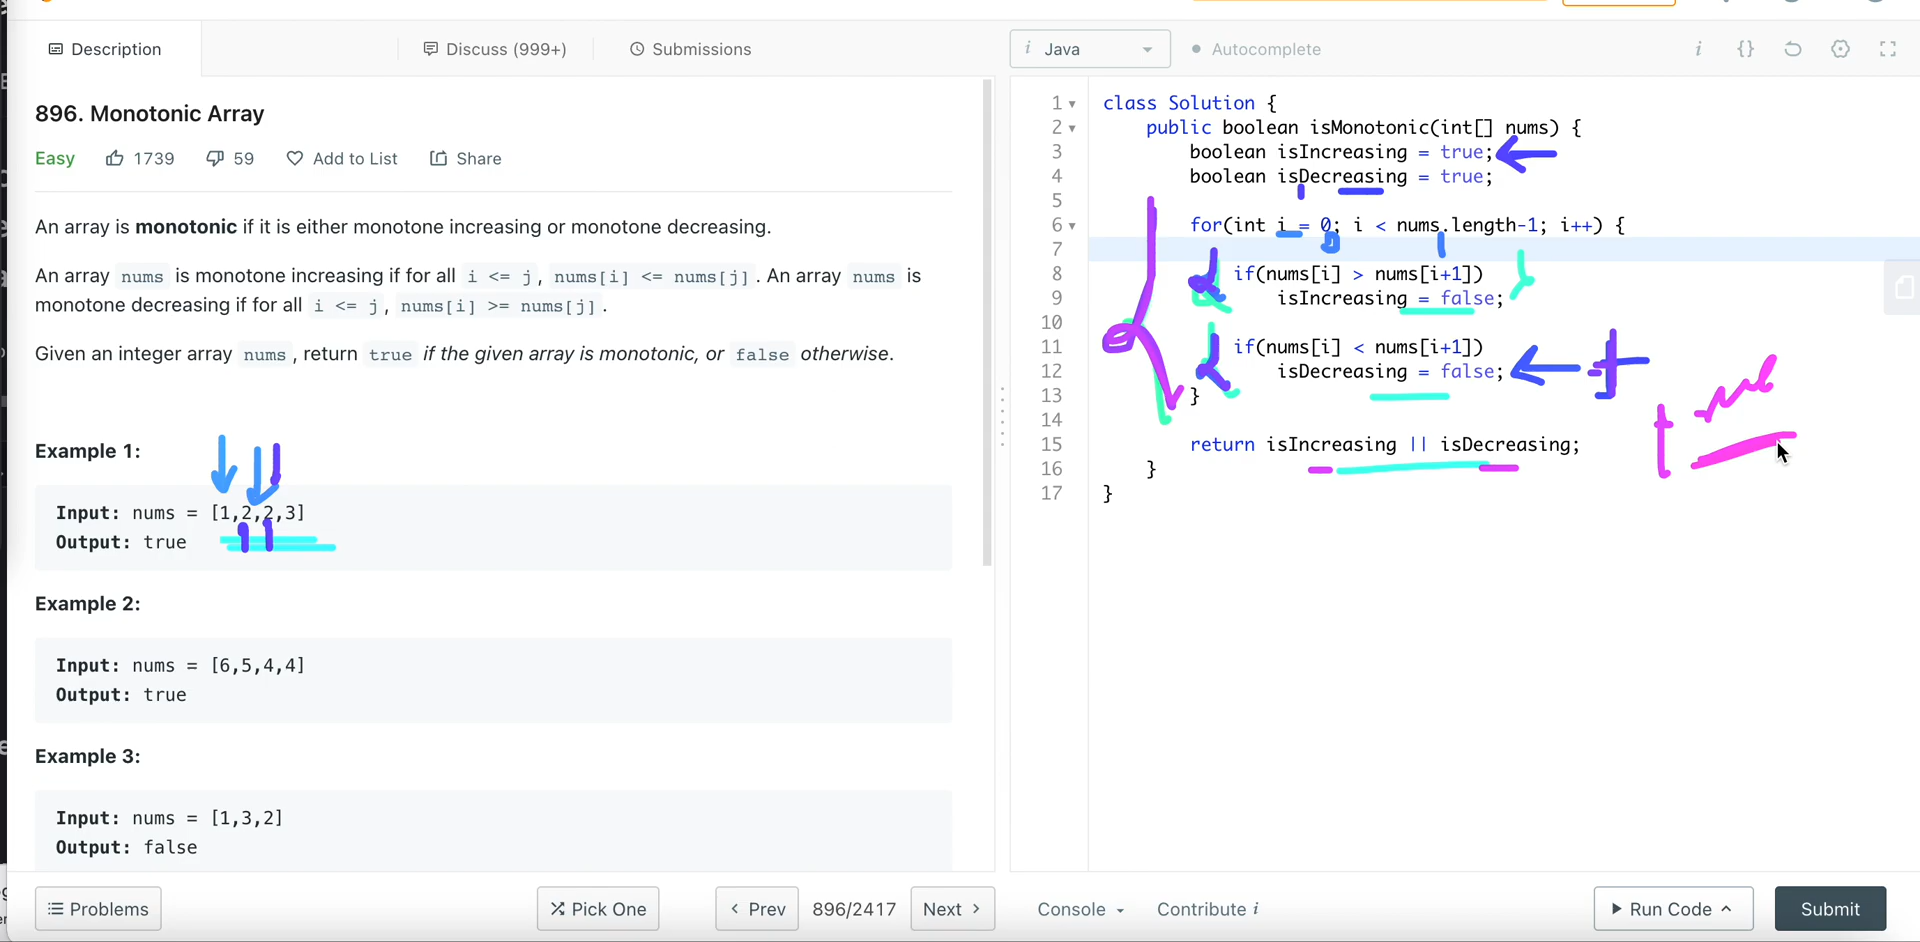 Description
Discuss (999+)
Submissions
i Java
Autocomplete
i {}
896. Monotonic Array
Easy 1739 59 Add to List Share
An array is monotonic if it is either monotone increasing or monotone decreasing.
An array nums is monotone increasing if for all i <= j, nums[i] <= nums[j]. An array nums is
monotone decreasing if for all i <= j, nums[i] >= nums[j].
Given an integer array nums, return true if the given array is monotonic, or false otherwise.
Example 1:
Input: nums = [1,2,2,3]
Output: true
Example 2:
Input: nums = [6,5,4,4]
Output: true
Example 3:
Input: nums = [1,3,2]
Output: false
1 class Solution {
2 public boolean isMonotonic(int[] nums) {
3 boolean isIncreasing = true;
4 boolean isDecreasing = true;
5
6 for(int i = 0; i < nums.length-1; i++) {
7
8 if(nums[i] > nums[i+1])
9 isIncreasing = false;
10
11 if(nums[i] < nums[i+1])
12 isDecreasing = false;
13 }
14
15 return isIncreasing || isDecreasing;
16 }
17 }
Problems
Pick One
Prev
896/2417
Next
Console
Contribute i
Run Code
Submit